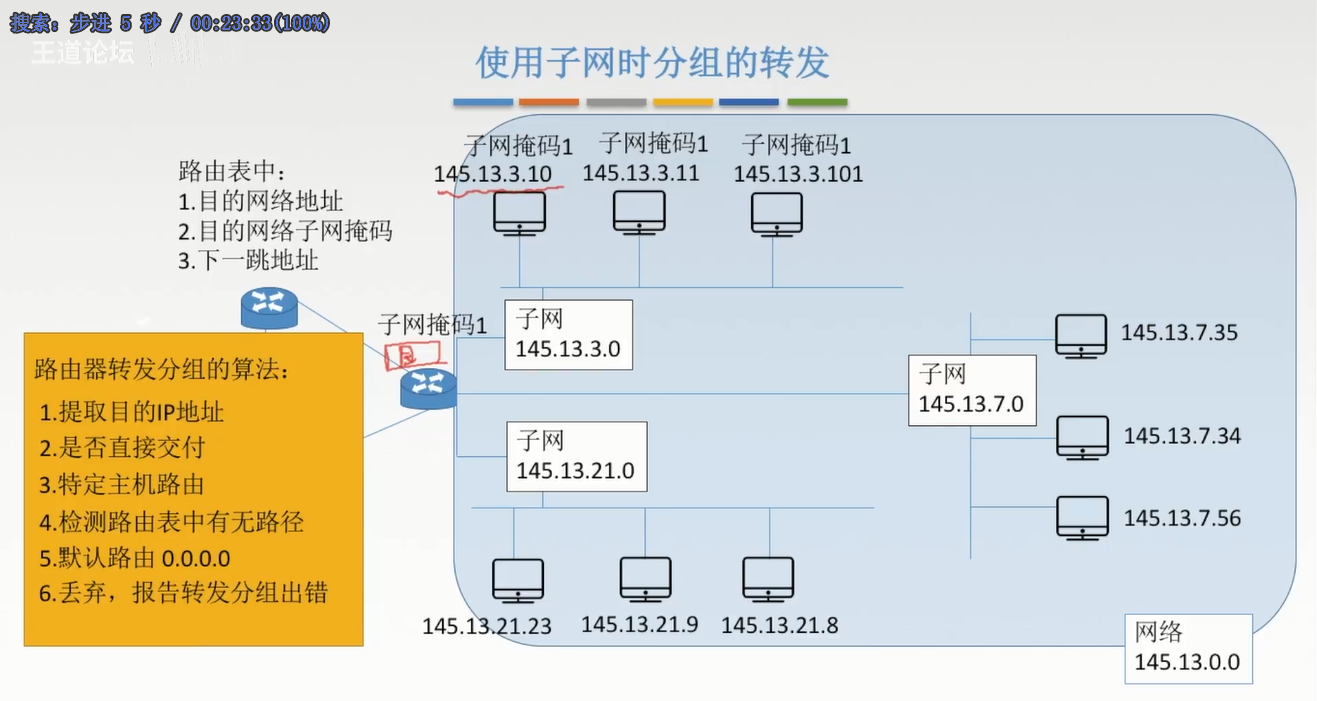 搜索: 步进 5 秒 / 00:23:33(100%)
王道论坛
使用子网时分组的转发
子网掩码1
子网掩码1
子网掩码1
145.13.3.10
145.13.3.11
145.13.3.101
路由表中：
1.目的网络地址
2.目的网络子网掩码
3.下一跳地址
子网掩码1
子网
145.13.3.0
145.13.7.35
子网
145.13.7.0
路由器转发分组的算法：
1.提取目的IP地址
2.是否直接交付
3.特定主机路由
4.检测路由表中有无路径
5.默认路由 0.0.0.0
6.丢弃，报告转发分组出错
子网
145.13.21.0
145.13.7.34
145.13.7.56
145.13.21.23
145.13.21.9
145.13.21.8
网络
145.13.0.0